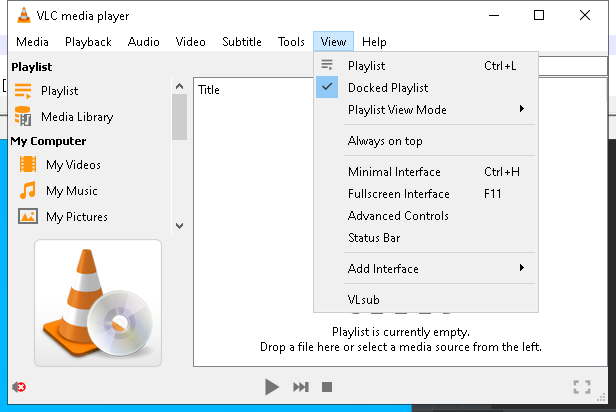 VLC media player
Media Playback Audio Video Subtitle Tools View Help
Playlist
Playlist
Media Library
My Computer
My Videos
My Music
My Pictures
Title
Playlist Ctrl+L
Docked Playlist
Playlist View Mode
Always on top
Minimal Interface Ctrl+H
Fullscreen Interface F11
Advanced Controls
Status Bar
Add Interface
VLsub
Playlist is currently empty.
Drop a file here or select a media source from the left.